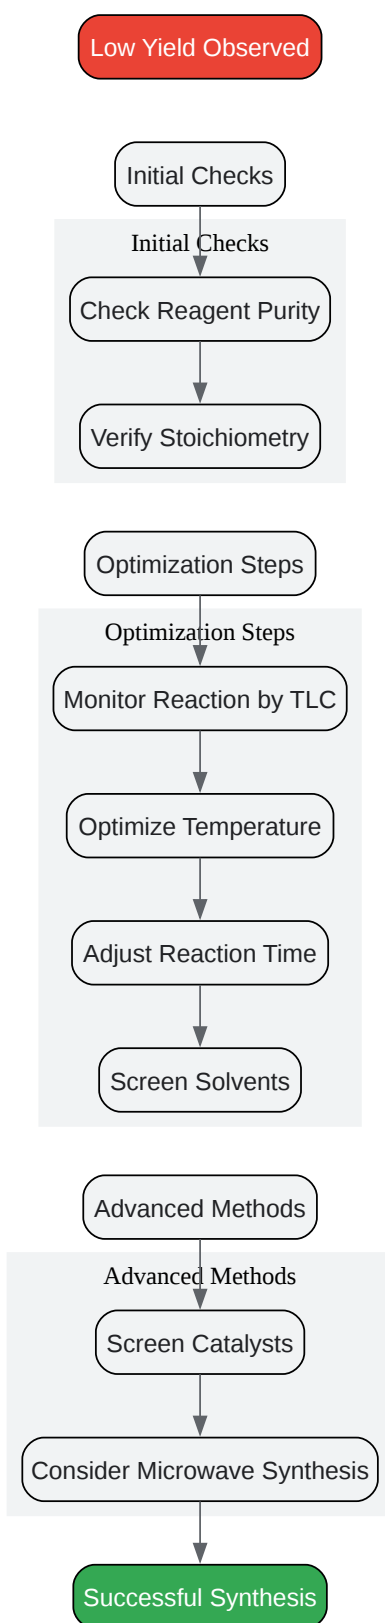 Low Yield Observed
Initial Checks
Initial Checks
Check Reagent Purity
Verify Stoichiometry
Optimization Steps
Optimization Steps
Monitor Reaction by TLC
Optimize Temperature
Adjust Reaction Time
Screen Solvents
Advanced Methods
Advanced Methods
Screen Catalysts
Consider Microwave Synthesis
Successful Synthesis